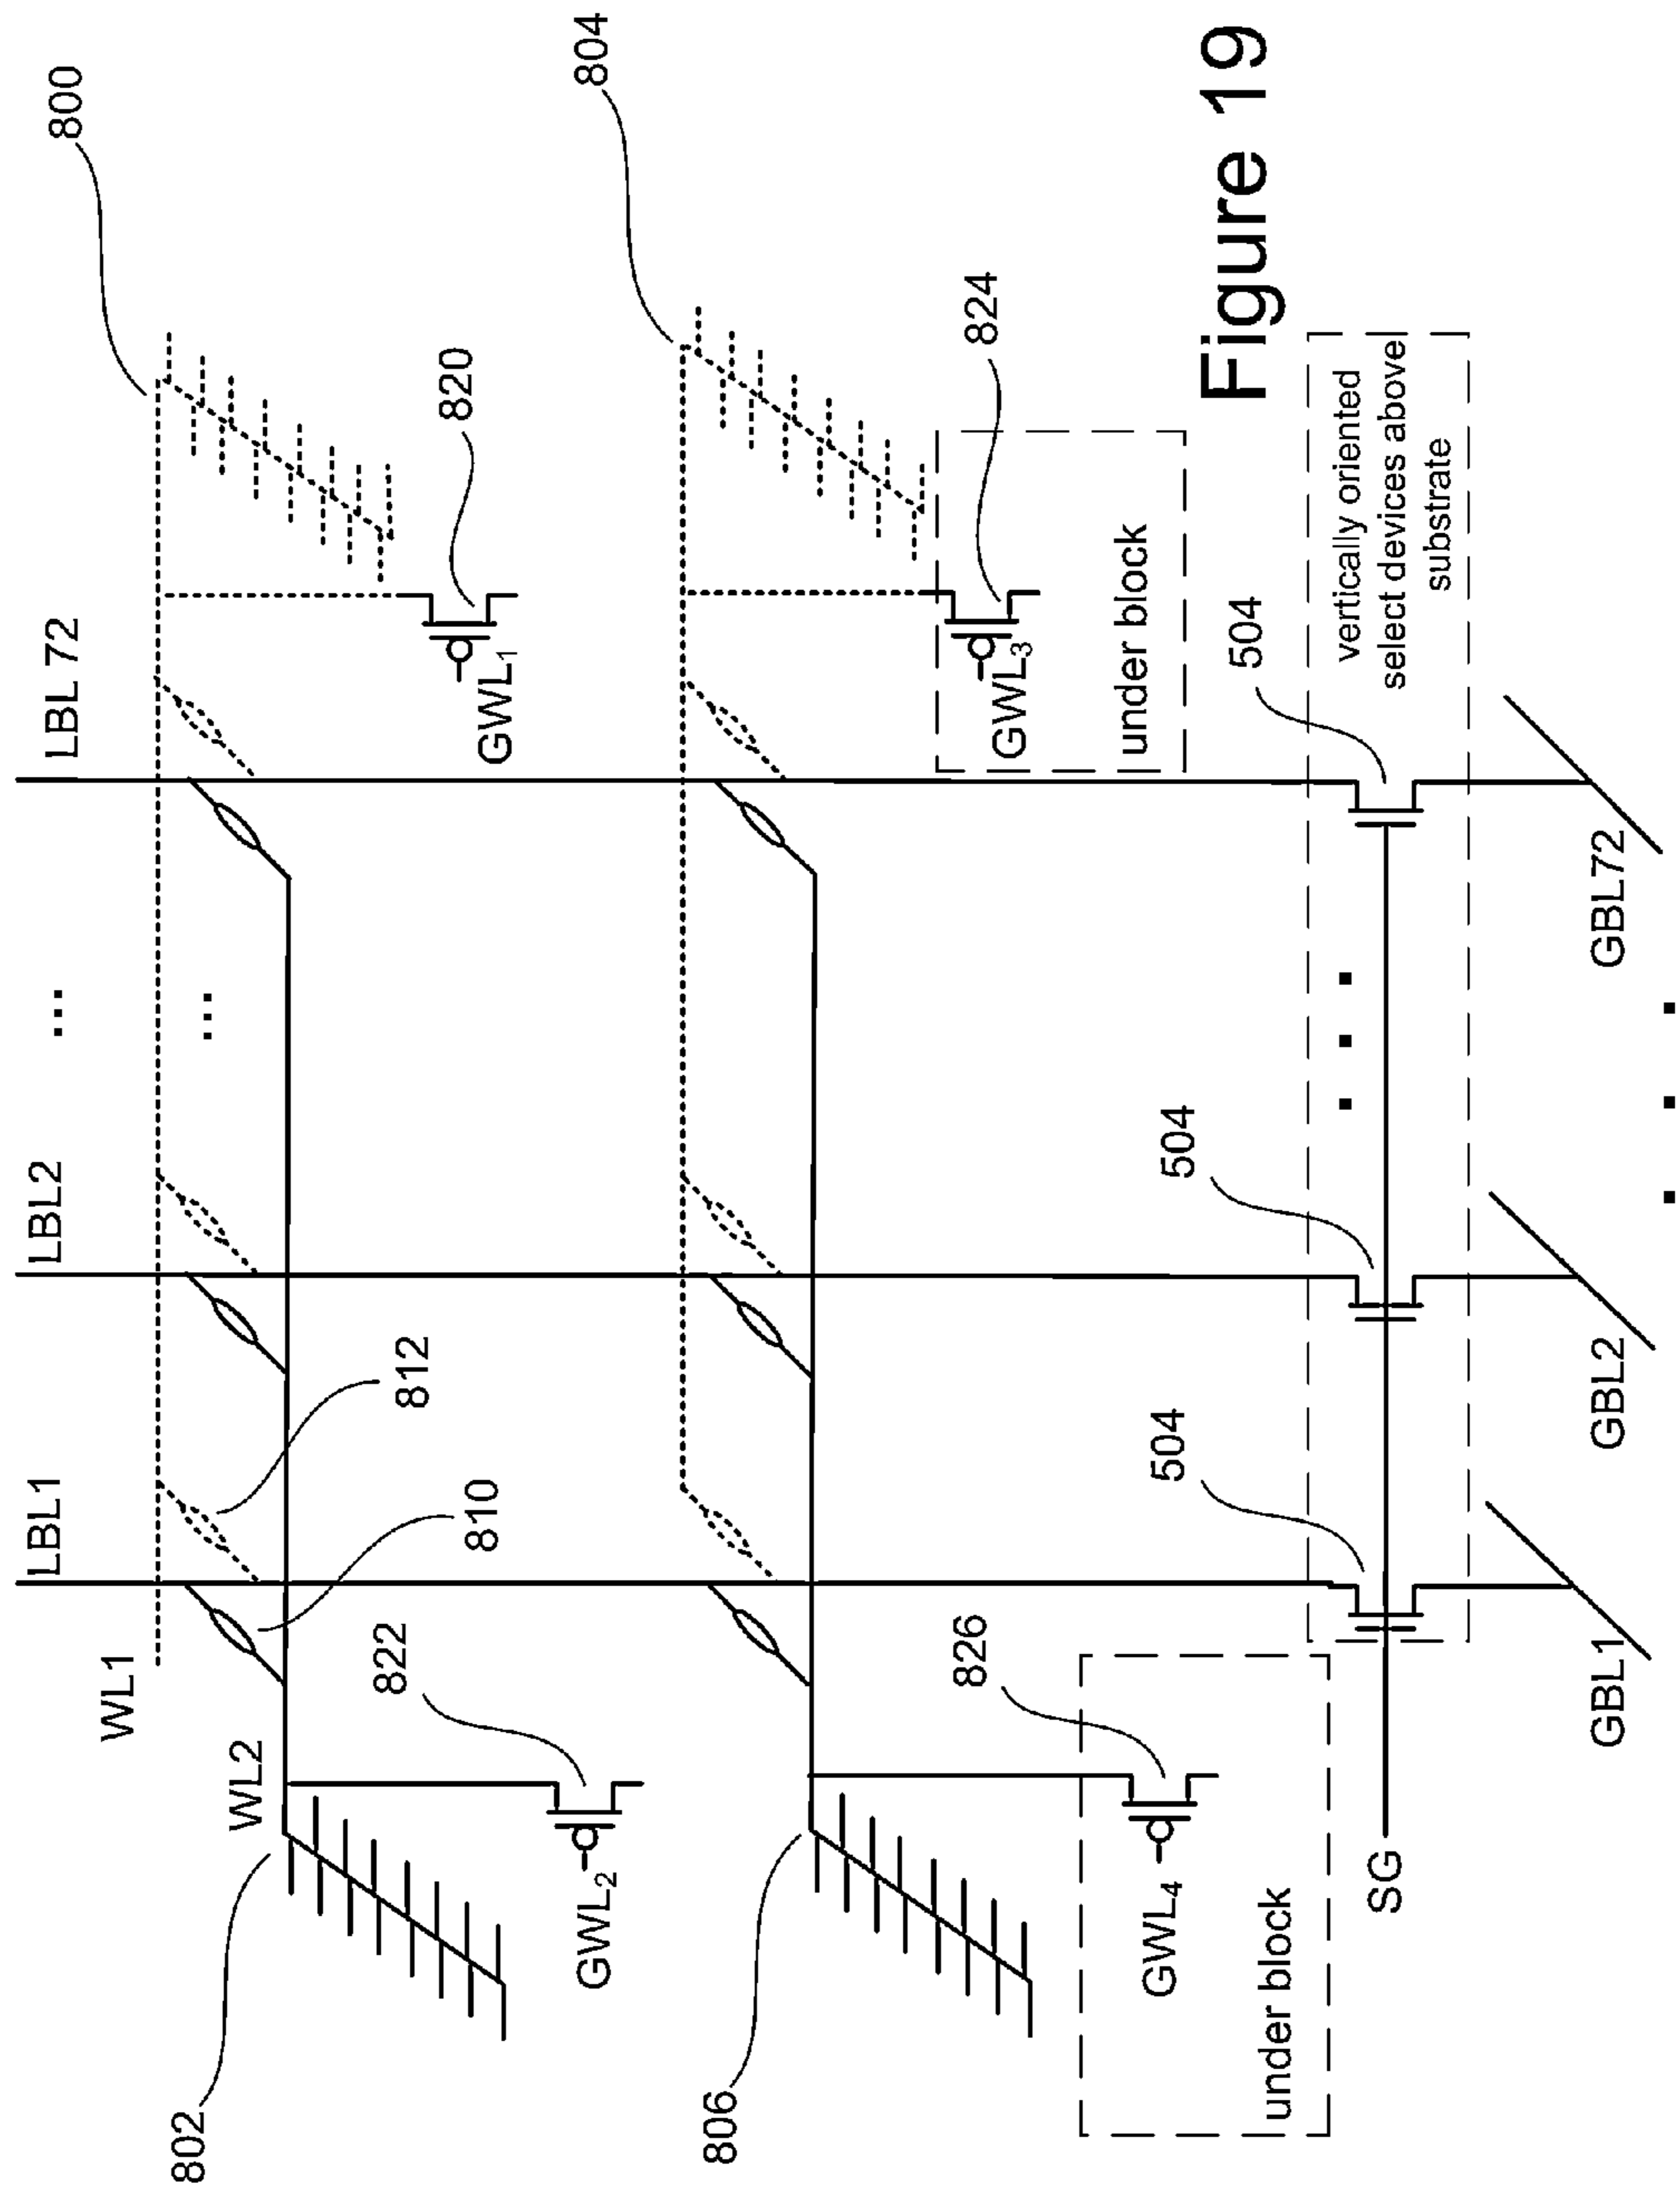 LBL1
LBL2
...
LBL 72
800
WL1
...
812
WL2
802
810
822
GWL₂
820
GWL₁
804
806
826
GWL₄
under block
824
GWL₃
under block
504
504
504
vertically oriented
select devices above
substrate
SG
. . .
GBL1
GBL2
GBL72
. . .
Figure 19